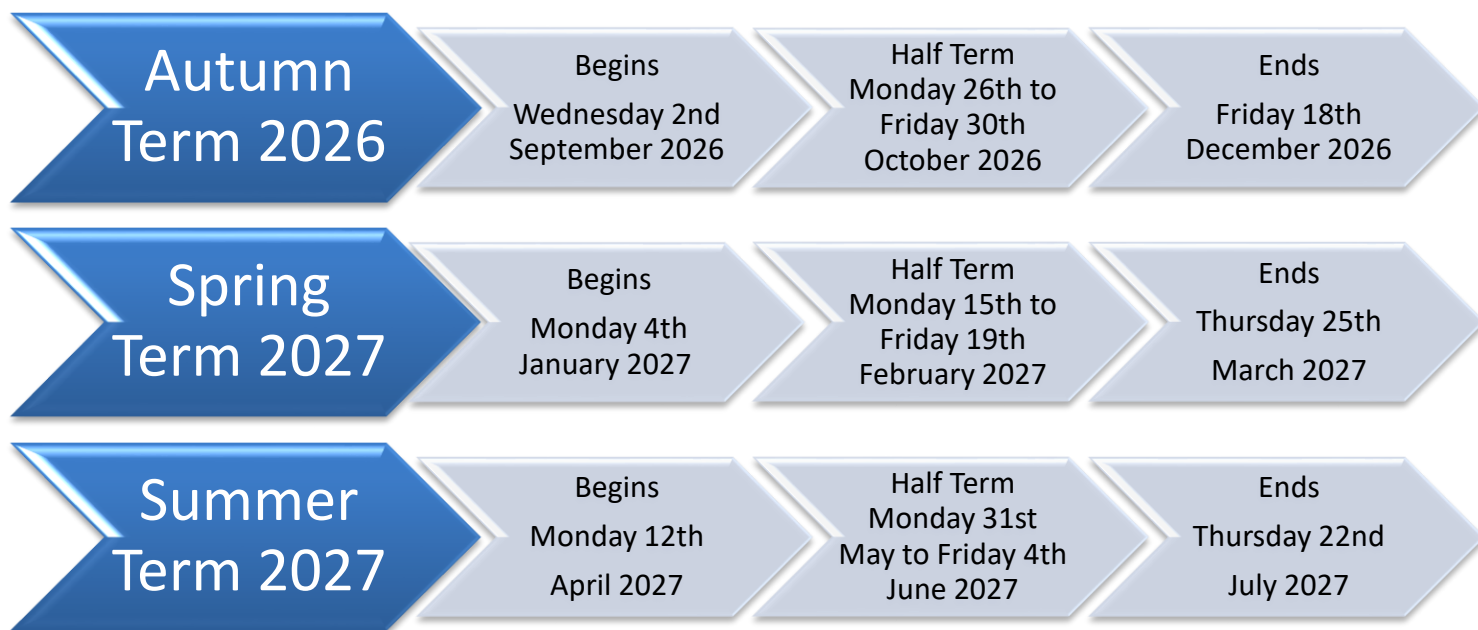 Autumn
Term 2026
Begins
Wednesday 2nd
September 2026
Half Term
Monday 26th to
Friday 30th
October 2026
Ends
Friday 18th
December 2026
Spring
Term 2027
Begins
Monday 4th
January 2027
Half Term
Monday 15th to
Friday 19th
February 2027
Ends
Thursday 25th
March 2027
Summer
Term 2027
Begins
Monday 12th
April 2027
Half Term
Monday 31st
May to Friday 4th
June 2027
Ends
Thursday 22nd
July 2027